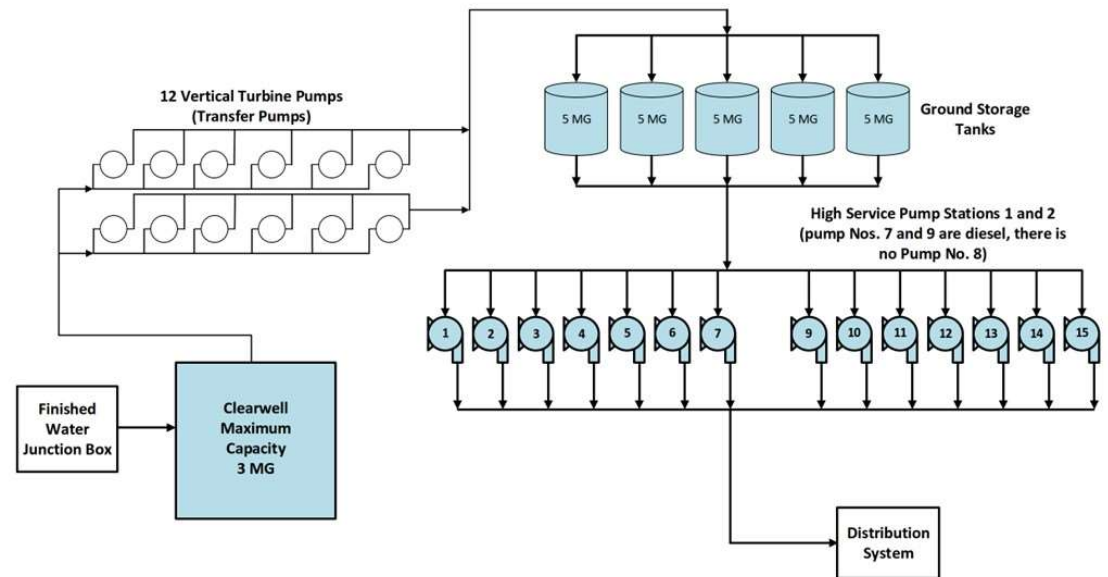 12 Vertical Turbine Pumps
(Transfer Pumps)
5 MG
5 MG
5 MG
5 MG
5 MG
Ground Storage
Tanks
High Service Pump Stations 1 and 2
(pump Nos. 7 and 9 are diesel, there is
no Pump No. 8)
1
2
3
4
5
6
7
9
10
11
12
13
14
15
Finished
Water
Junction Box
Clearwell
Maximum
Capacity
3 MG
Distribution
System